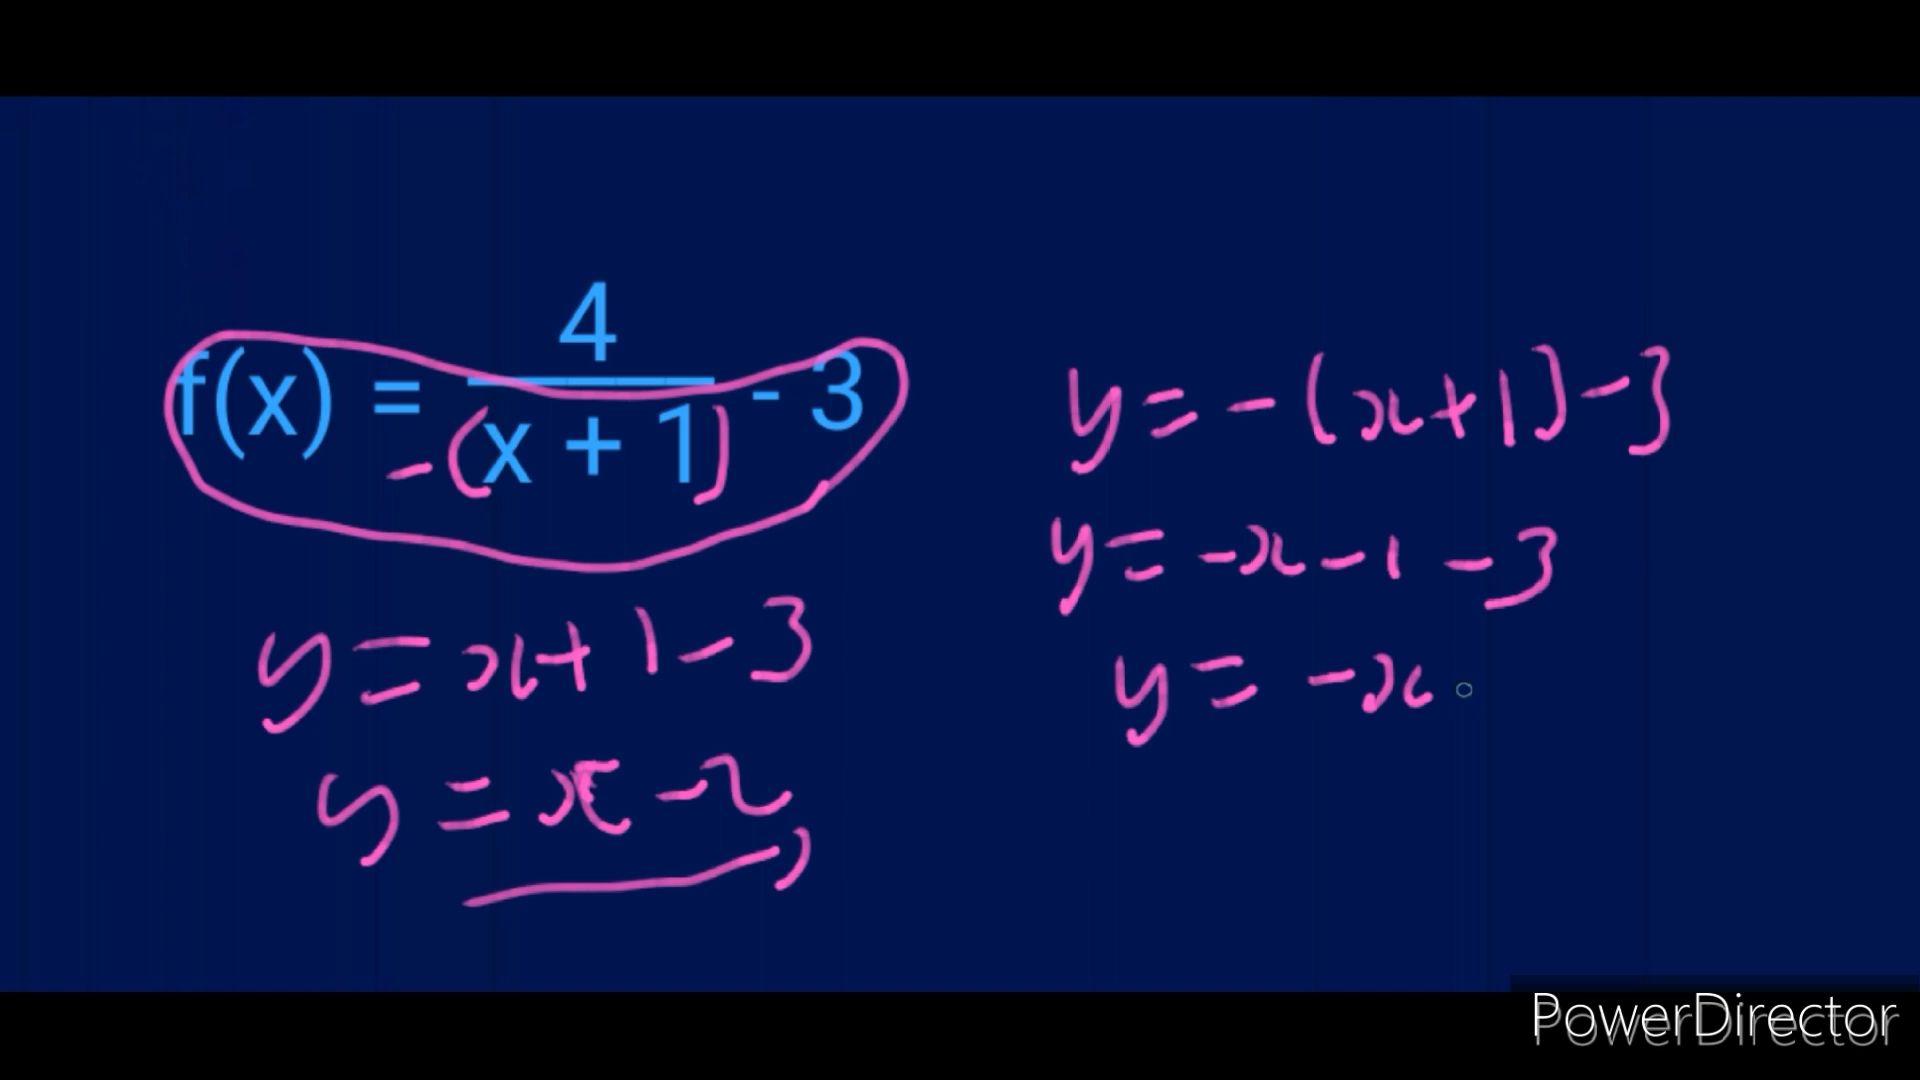 f(x) = 4/-(x + 1) - 3
y = x + 1 - 3
y = x - 2,
y = -(x+1) - 3
y = -x - 1 - 3
y = -x
PowerDirector